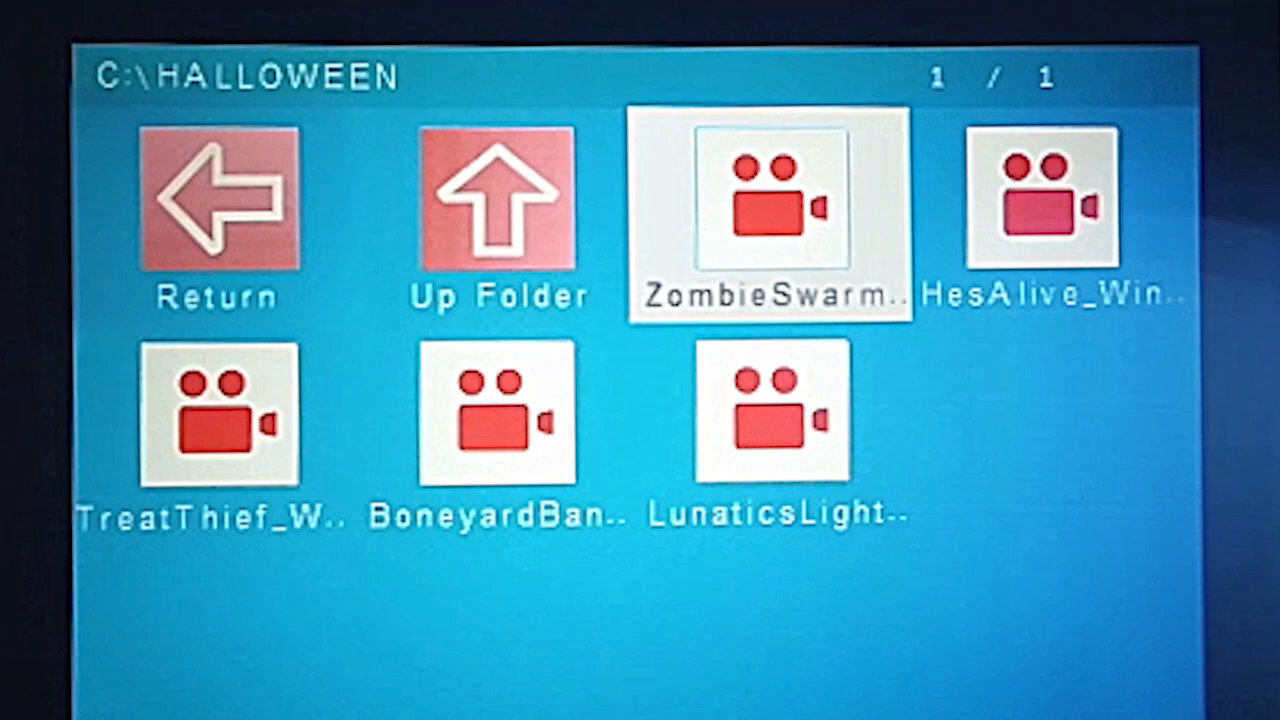 C:\HALLOWEEN 1 / 1
Return Up Folder ZombieSwarm.. HesAlive_Win..
TreatThief_W.. BoneyardBan.. LunaticsLight..